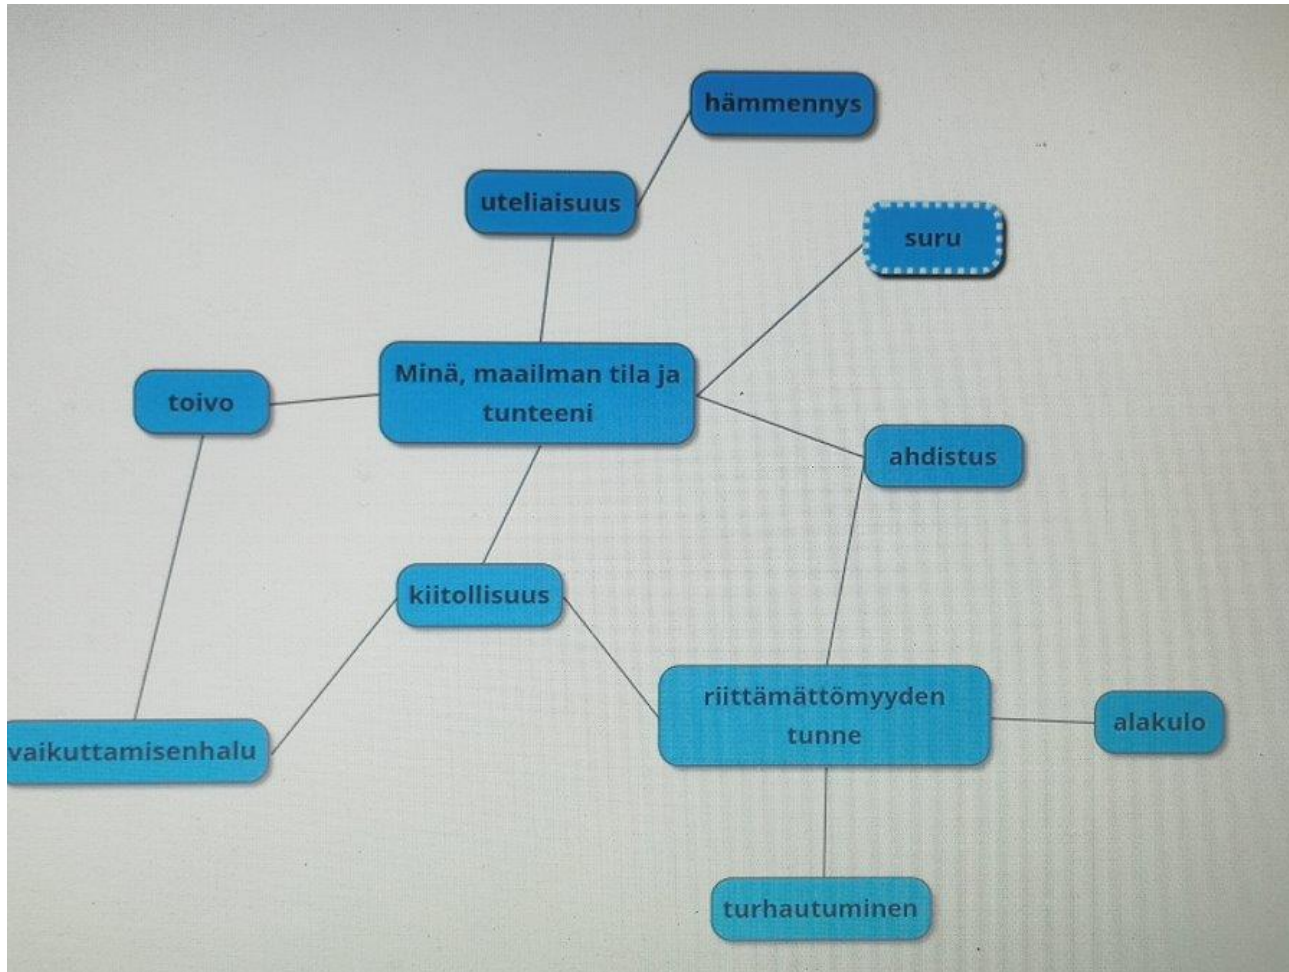 hämmennys
uteliaisuus
suru
Minä, maailman tila ja
tunteeni
toivo
ahdistus
kiitollisuus
riittämättömyyden
tunne
alakulo
vaikuttamisenhalu
turhautuminen